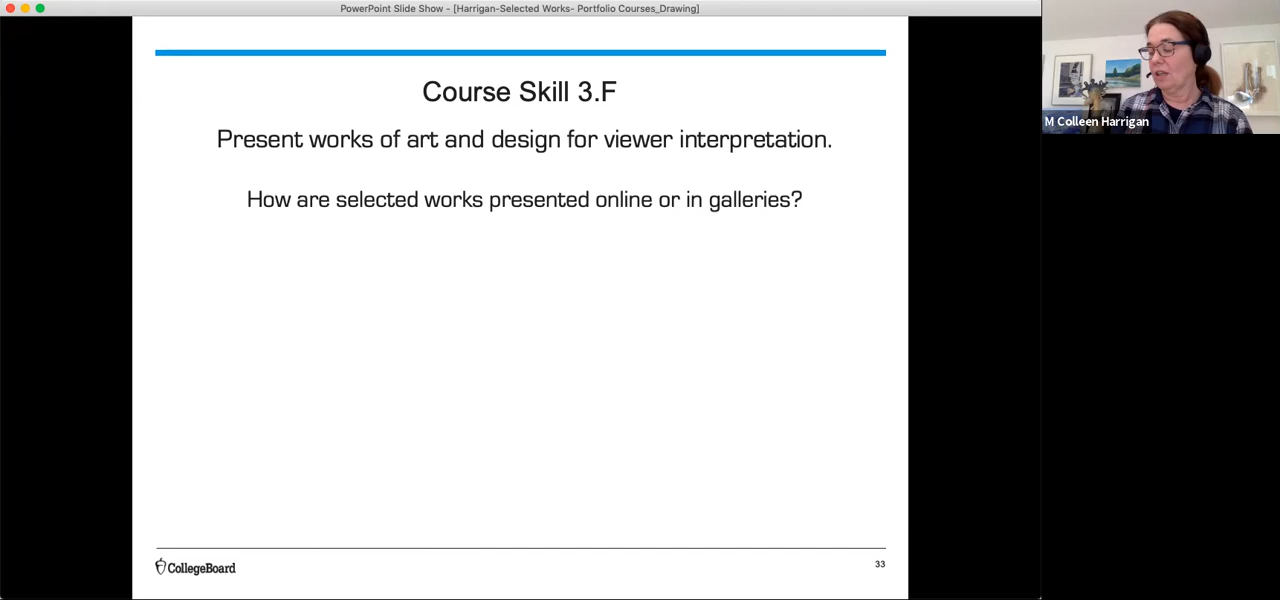 PowerPoint Slide Show - [Harrigan-Selected Works- Portfolio Courses_Drawing]
Course Skill 3.F
Present works of art and design for viewer interpretation.
How are selected works presented online or in galleries?
M Colleen Harrigan
CollegeBoard
33